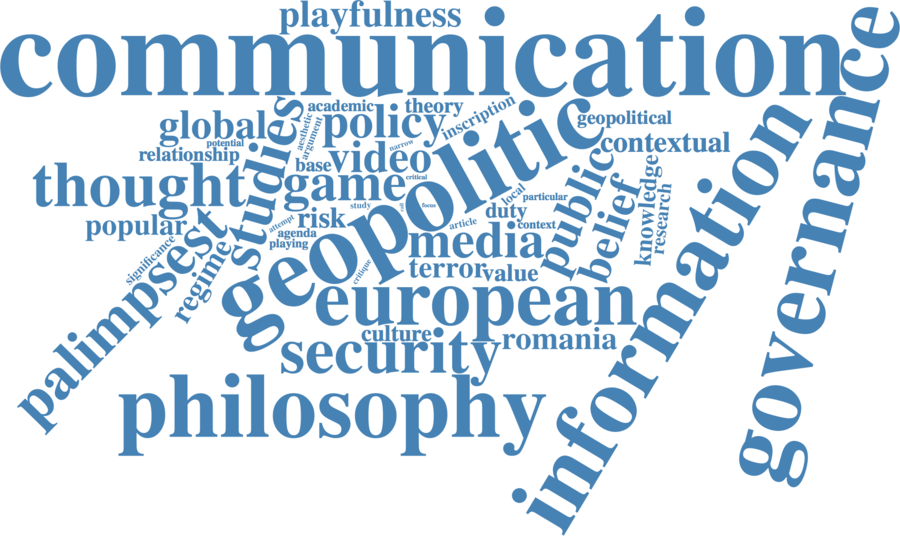 playfulness
communication
governance
academic
theory
inscription
geopolitical
global
studies
aesthetic
argument
policy
geopolitic
contextual
potential
narrow
relationship
base
video
public
information
thought
game
critical
belief
knowledge
research
popular
palimpsest
risk
study
focus
local
particular
duty
attempt
agenda
playing
article
context
significance
regime
media
critique
terror
value
european
culture
romania
security
philosophy